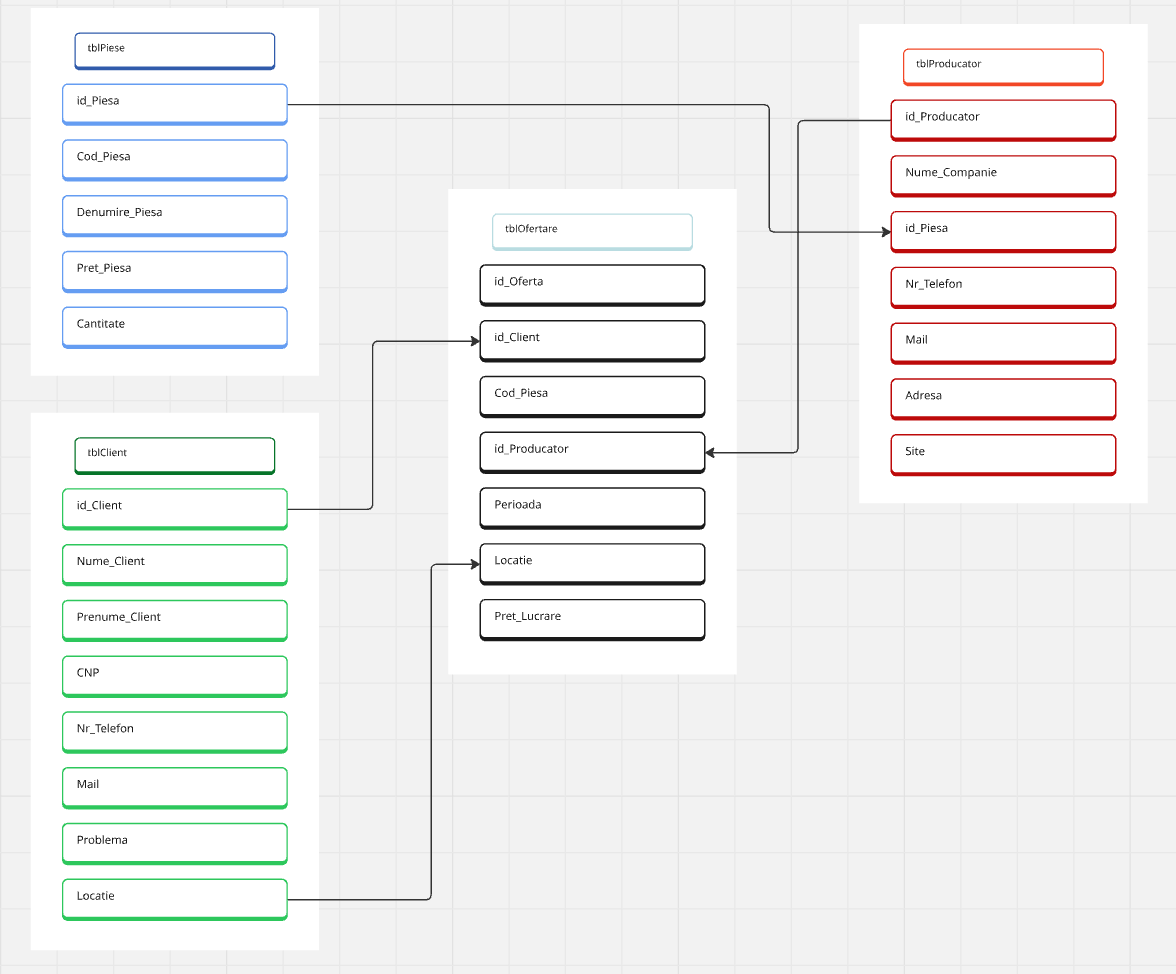 tblPiese
id_Piesa
Cod_Piesa
Denumire_Piesa
Pret_Piesa
Cantitate
tblClient
id_Client
Nume_Client
Prenume_Client
CNP
Nr_Telefon
Mail
Problema
Locatie
tblOfertare
id_Oferta
id_Client
Cod_Piesa
id_Producator
Perioada
Locatie
Pret_Lucrare
tblProducator
id_Producator
Nume_Companie
id_Piesa
Nr_Telefon
Mail
Adresa
Site